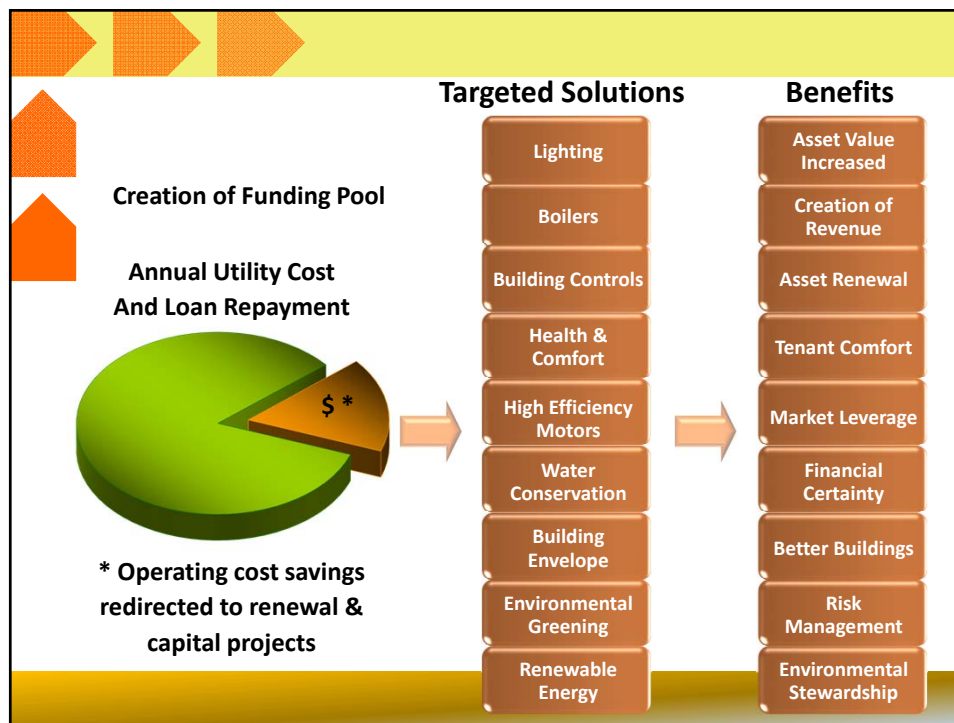 Creation of Funding Pool
Annual Utility Cost
And Loan Repayment
$ *
* Operating cost savings
redirected to renewal &
capital projects
Targeted Solutions
Lighting
Boilers
Building Controls
Health &
Comfort
High Efficiency
Motors
Water
Conservation
Building
Envelope
Environmental
Greening
Renewable
Energy
Benefits
Asset Value
Increased
Creation of
Revenue
Asset Renewal
Tenant Comfort
Market Leverage
Financial
Certainty
Better Buildings
Risk
Management
Environmental
Stewardship